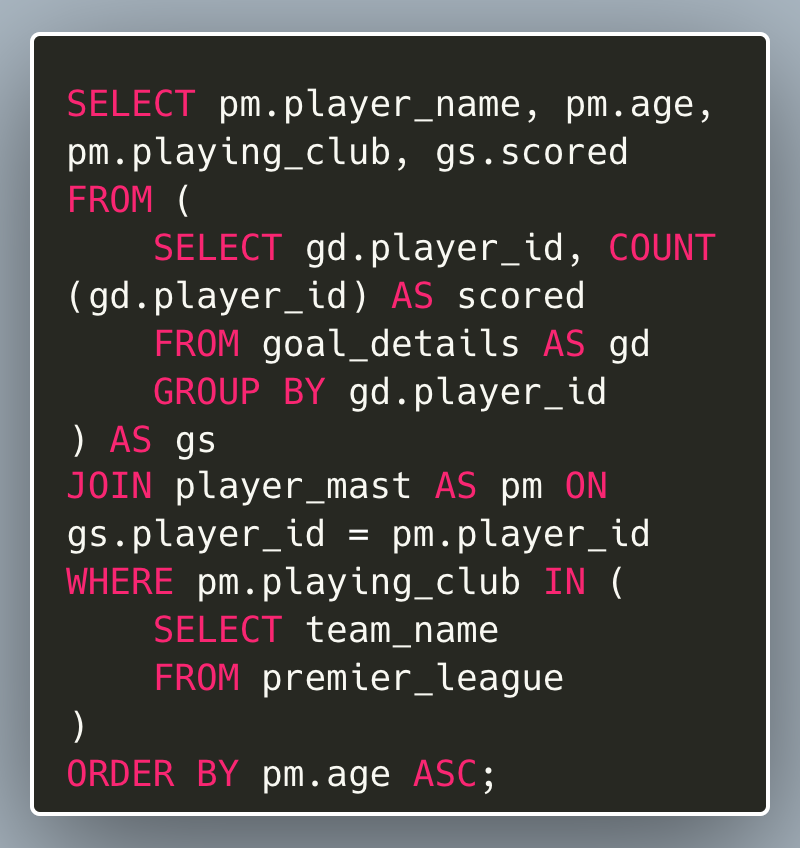 SELECT pm.player_name, pm.age,
pm.playing_club, gs.scored
FROM (
    SELECT gd.player_id, COUNT
(gd.player_id) AS scored
    FROM goal_details AS gd
    GROUP BY gd.player_id
) AS gs
JOIN player_mast AS pm ON
gs.player_id = pm.player_id
WHERE pm.playing_club IN (
    SELECT team_name
    FROM premier_league
)
ORDER BY pm.age ASC;